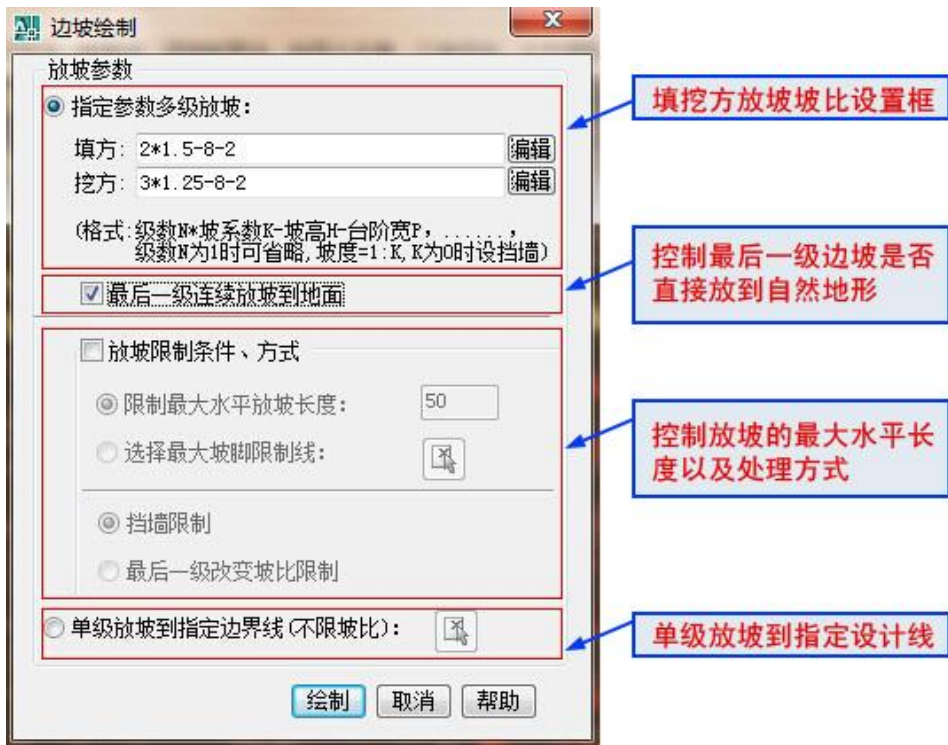 边坡绘制
放坡参数
指定参数多级放坡:
填方: 2*1.5-8-2 编辑
挖方: 3*1.25-8-2 编辑
(格式:级数N*坡系数K-坡高H-台阶宽P, ......,
级数N为1时可省略,坡度=1:K,K为0时设挡墙)
最后一级连续放坡到地面
放坡限制条件、方式
限制最大水平放坡长度: 50
选择最大坡脚限制线:
挡墙限制
最后一级改变坡比限制
单级放坡到指定边界线(不限坡比):
绘制 取消 帮助
填挖方放坡坡比设置框
控制最后一级边坡是否
直接放到自然地形
控制放坡的最大水平长
度以及处理方式
单级放坡到指定设计线